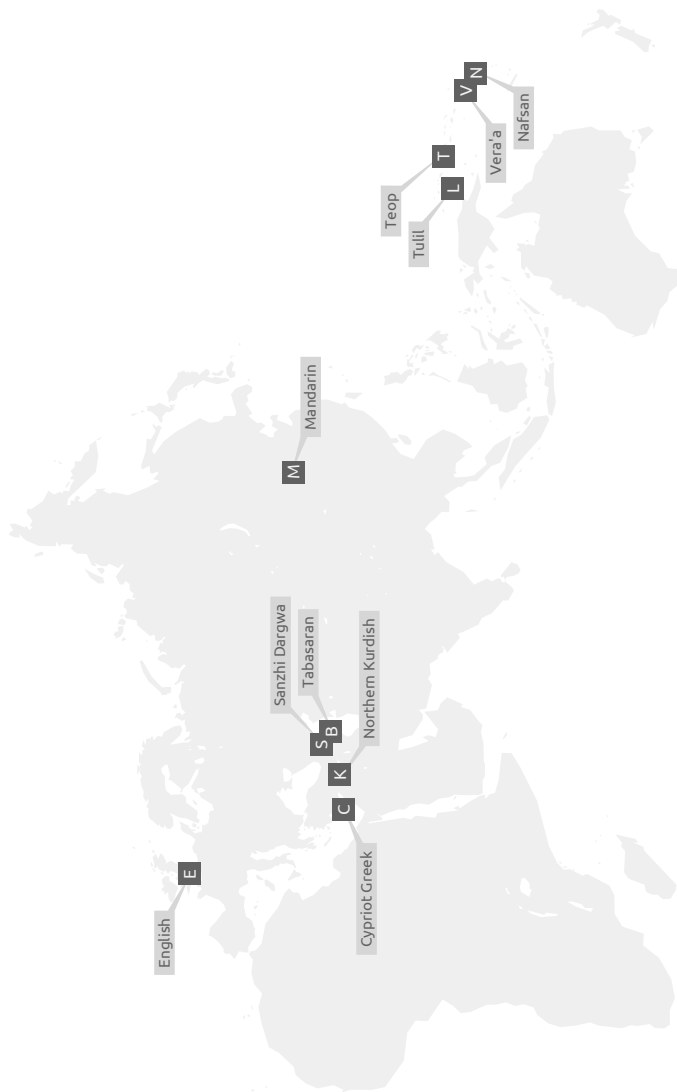 English
E
Sanzhi Dargwa
M
Tabasaran
Mandarin
S
B
K
C
Cypriot Greek
Northern Kurdish
Teop
Tulil
T
L
V
N
Vera'a
Nafsan